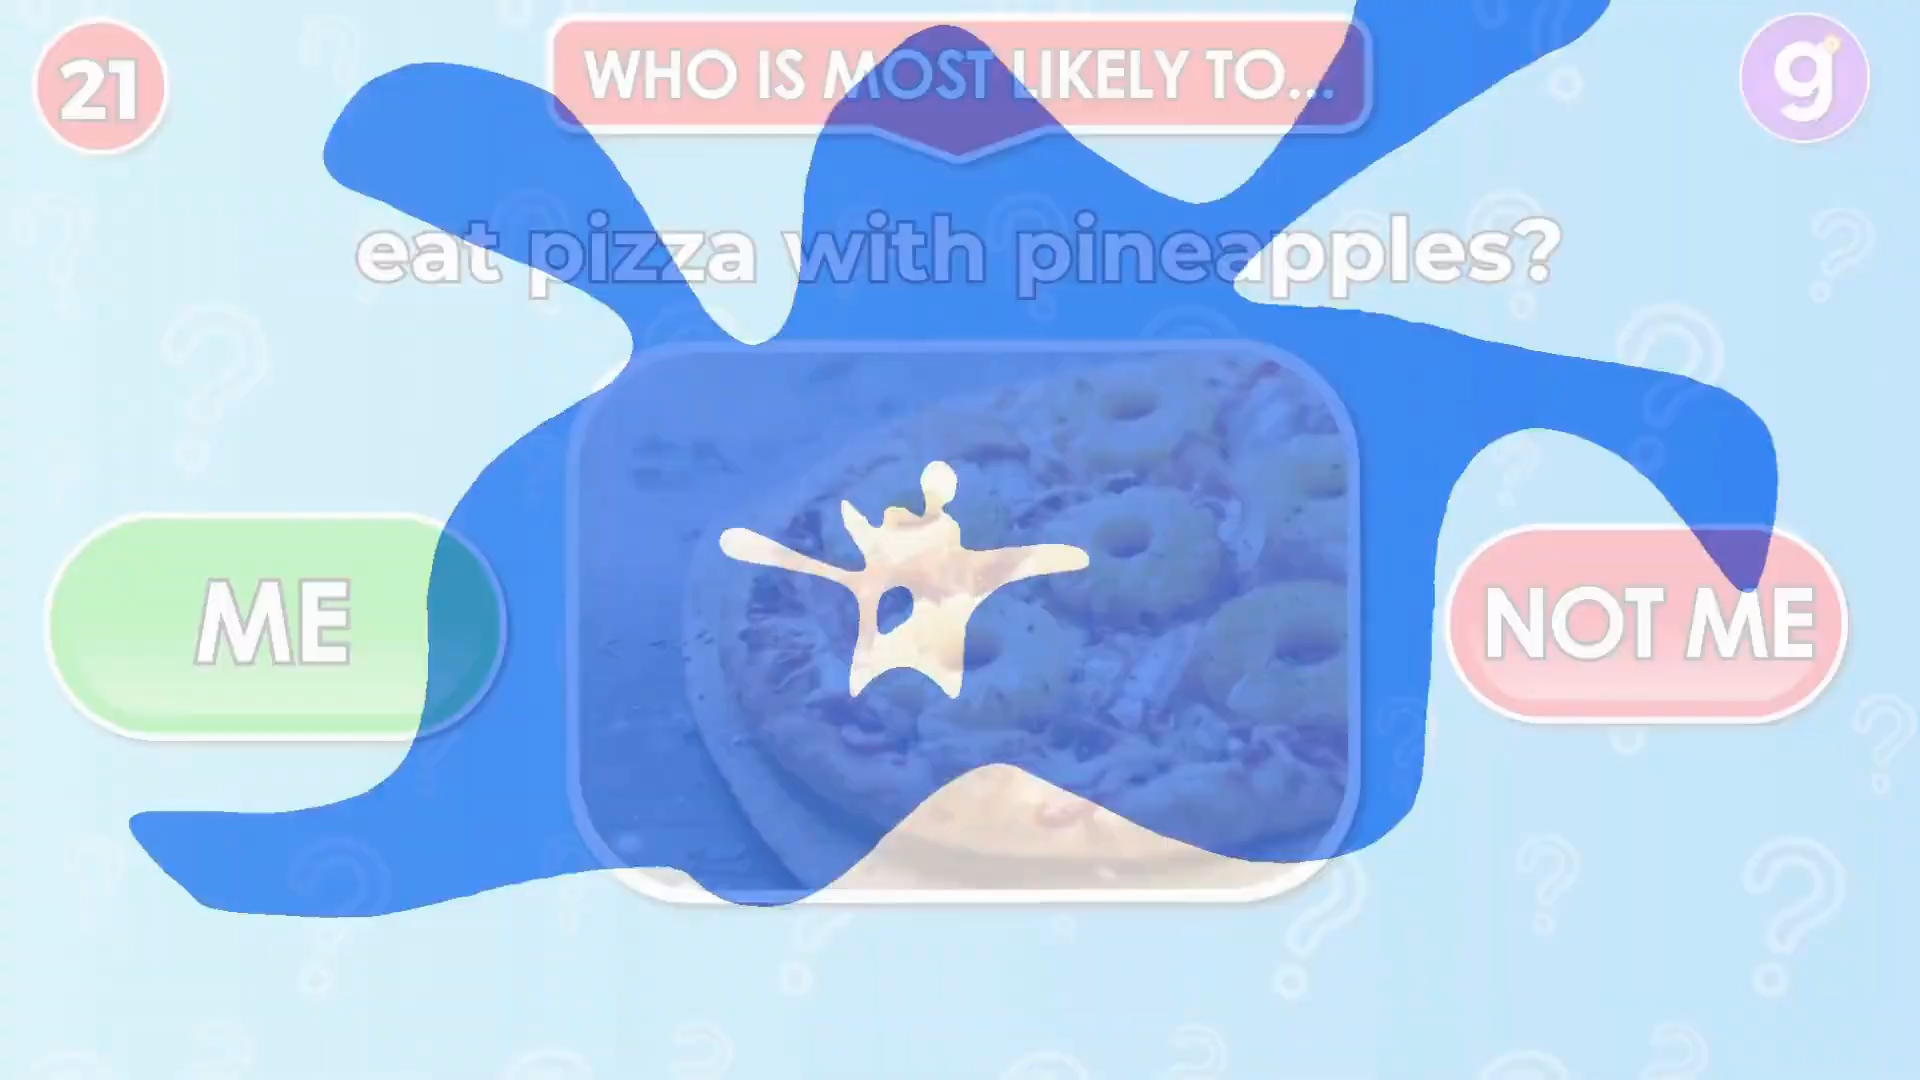 21
WHO IS MOST LIKELY TO...
g
eat pizza with pineapples?
ME
NOT ME